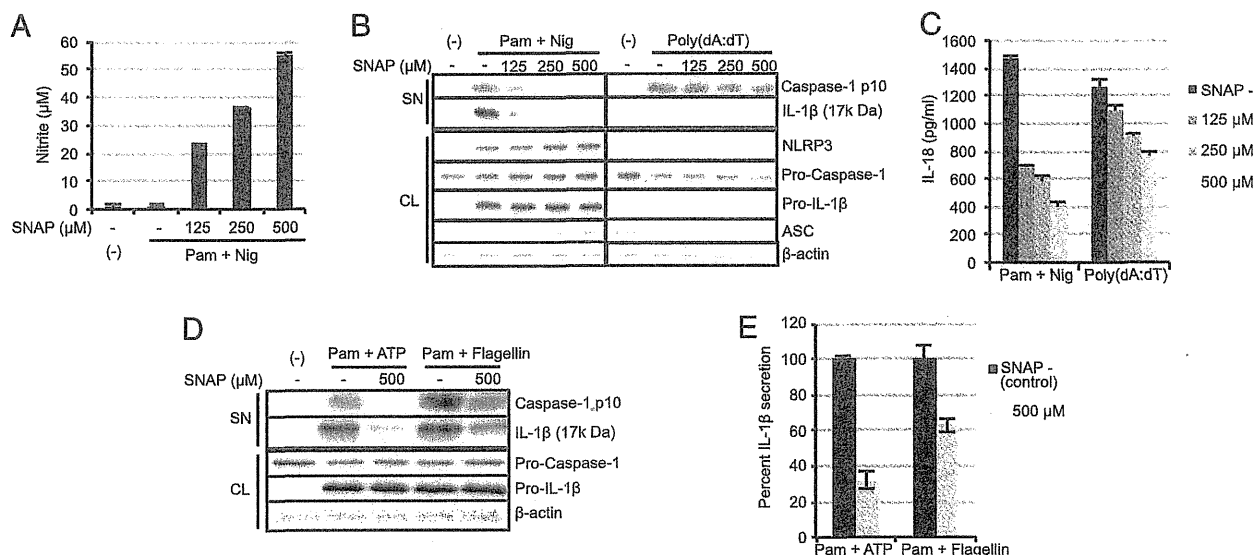 A
Nitrite (µM)
60
50
40
30
20
10
0
SNAP (µM) - 125 250 500
(-) Pam + Nig
B
(-) Pam + Nig (-) Poly(dA:dT)
SNAP (µM) - - 125 250 500 - - 125 250 500
SN
Caspase-1 p10
IL-1β (17k Da)
CL
NLRP3
Pro-Caspase-1
Pro-IL-1β
ASC
β-actin
C
IL-18 (pg/ml)
1600
1400
1200
1000
800
600
400
200
0
Pam + Nig Poly(dA:dT)
SNAP -
125 µM
250 µM
500 µM
D
(-) Pam + ATP Pam + Flagellin
SNAP (µM) - - 500 - 500
SN
Caspase-1 p10
IL-1β (17k Da)
CL
Pro-Caspase-1
Pro-IL-1β
β-actin
E
Percent IL-1β secretion
120
100
80
60
40
20
0
Pam + ATP Pam + Flagellin
SNAP -
(control)
500 µM